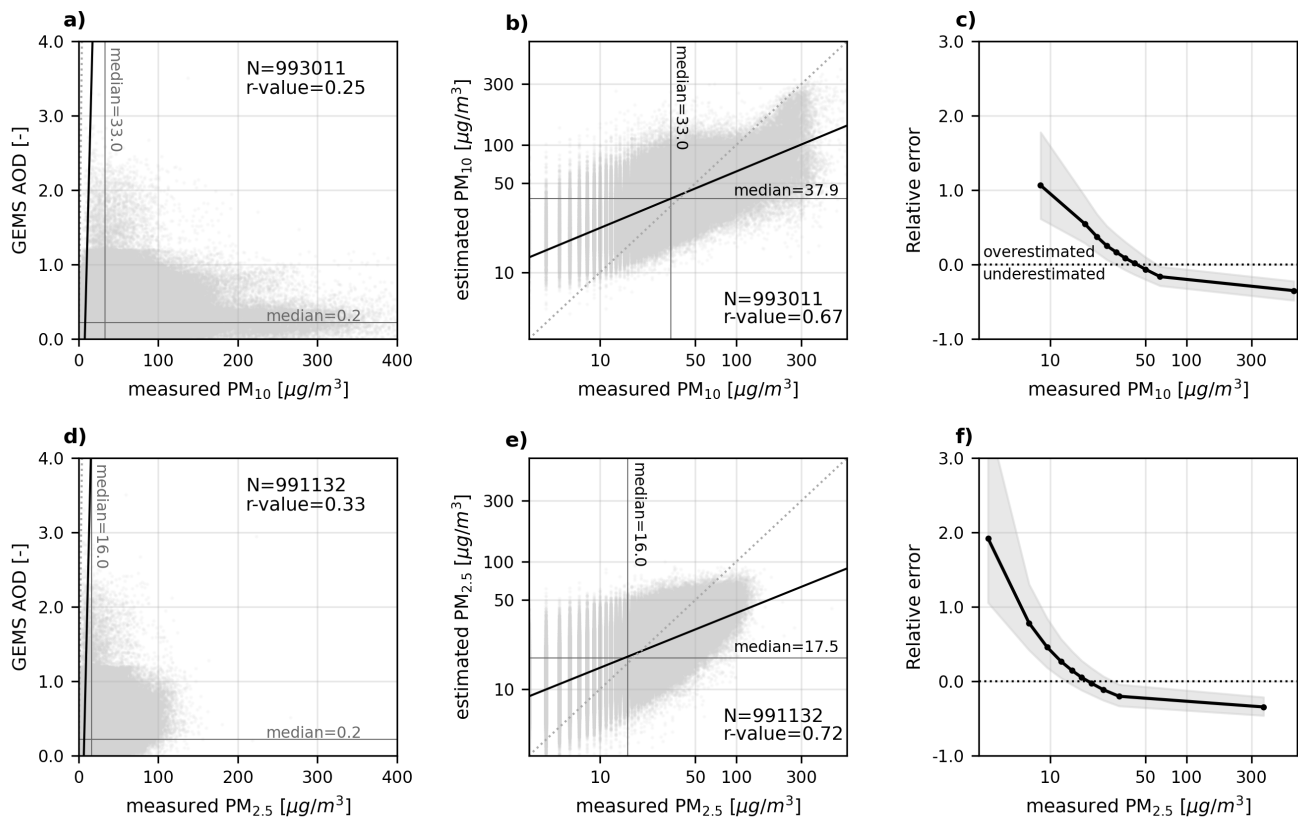 a)
4.0
3.0
2.0
1.0
0.0
GEMS AOD [-]
median=33.0
N=993011
r-value=0.25
median=0.2
0
100
200
300
400
measured PM₁₀ [μg/m³]
b)
300
100
50
10
estimated PM₁₀ [μg/m³]
median=33.0
median=37.9
N=993011
r-value=0.67
10
50
100
300
measured PM₁₀ [μg/m³]
c)
3.0
2.0
1.0
0.0
-1.0
Relative error
overestimated
underestimated
10
50
100
300
measured PM₁₀ [μg/m³]
d)
4.0
3.0
2.0
1.0
0.0
GEMS AOD [-]
median=16.0
N=991132
r-value=0.33
median=0.2
0
100
200
300
400
measured PM₂.₅ [μg/m³]
e)
300
100
50
10
estimated PM₂.₅ [μg/m³]
median=16.0
median=17.5
N=991132
r-value=0.72
10
50
100
300
measured PM₂.₅ [μg/m³]
f)
3.0
2.0
1.0
0.0
-1.0
Relative error
10
50
100
300
measured PM₂.₅ [μg/m³]